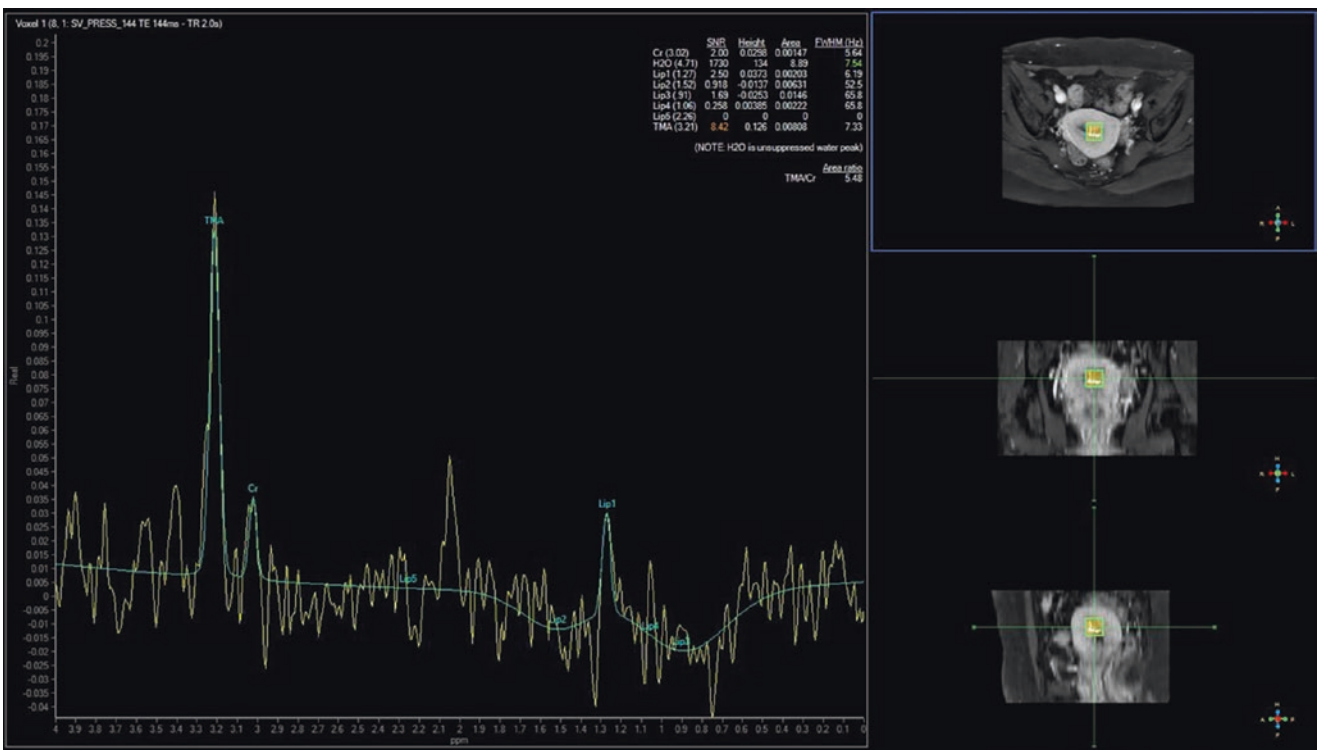 Voxel 1 (8, 1: SV_PRESS_144 TE 144ms - TR 2.0s)
SNR Height Area FWHM (Hz)
Cr (3.02) 2.00 0.0298 0.00147 5.64
H2O (4.71) 1730 134 8.89 7.54
Lip1 (1.27) 2.50 0.0373 0.00203 6.19
Lip2 (1.52) 0.918 -0.0137 0.00631 52.5
Lip3 (.91) 1.69 -0.0253 0.0146 65.8
Lip4 (1.06) 0.258 0.00385 0.00222 65.8
Lip5 (2.26) 0 0 0 0
TMA (3.21) 8.42 0.126 0.00808 7.33
(NOTE: H2O is unsuppressed water peak)
Area ratio
TMA/Cr 5.48
0.2
0.195
0.19
0.185
0.18
0.175
0.17
0.165
0.16
0.155
0.15
0.145
0.14
0.135
0.13
0.125
0.12
0.115
0.11
0.105
0.1
0.095
0.09
0.085
0.08
0.075
0.07
0.065
0.06
0.055
0.05
0.045
0.04
0.035
0.03
0.025
0.02
0.015
0.01
0.005
0
-0.005
-0.01
-0.015
-0.02
-0.025
-0.03
-0.035
-0.04
Real
TMA
Cr
Lip5
Lip2
Lip1
Lip4
Lip3
4 3.9 3.8 3.7 3.6 3.5 3.4 3.3 3.2 3.1 3 2.9 2.8 2.7 2.6 2.5 2.4 2.3 2.2 2.1 2 1.9 1.8 1.7 1.6 1.5 1.4 1.3 1.2 1.1 1 0.9 0.8 0.7 0.6 0.5 0.4 0.3 0.2 0.1 0
ppm
A
R L
P
H
R L
F
H
A P
F